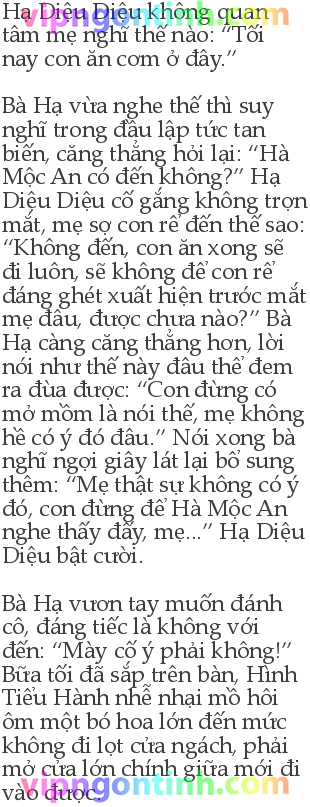 Hạ Diệu Diệu không quan
vipngontinh.com
tâm mẹ nghĩ thế nào: “Tối
nay con ăn cơm ở đây.”
Bà Hạ vừa nghe thế thì suy
nghĩ trong đầu lập tức tan
biến, căng thẳng hỏi lại: “Hà
Mộc An có đến không?” Hạ
Diệu Diệu cố gắng không trợn
mắt, mẹ sợ con rể đến thế sao:
“Không đến, con ăn xong sẽ
đi luôn, sẽ không để con rể
đáng ghét xuất hiện trước mắt
mẹ đâu, được chưa nào?” Bà
Hạ càng căng thẳng hơn, lời
nói như thế này đâu thể đem
ra đùa được: “Con đừng có
mở mồm là nói thế, mẹ không
hề có ý đó đâu.” Nói xong bà
nghĩ ngợi giây lát lại bổ sung
thêm: “Mẹ thật sự không có ý
đó, con đừng để Hà Mộc An
nghe thấy đấy, mẹ...” Hạ Diệu
Diệu bật cười.
Bà Hạ vươn tay muốn đánh
cô, đáng tiếc là không với
đến: “Mày cố ý phải không!”
Bữa tối đã sắp trên bàn, Hình
Tiểu Hành nhễ nhại mồ hôi
ôm một bó hoa lớn đến mức
không đi lọt cửa ngách, phải
mở cửa lớn chính giữa mới đi
vào được.
vipngontinh.com